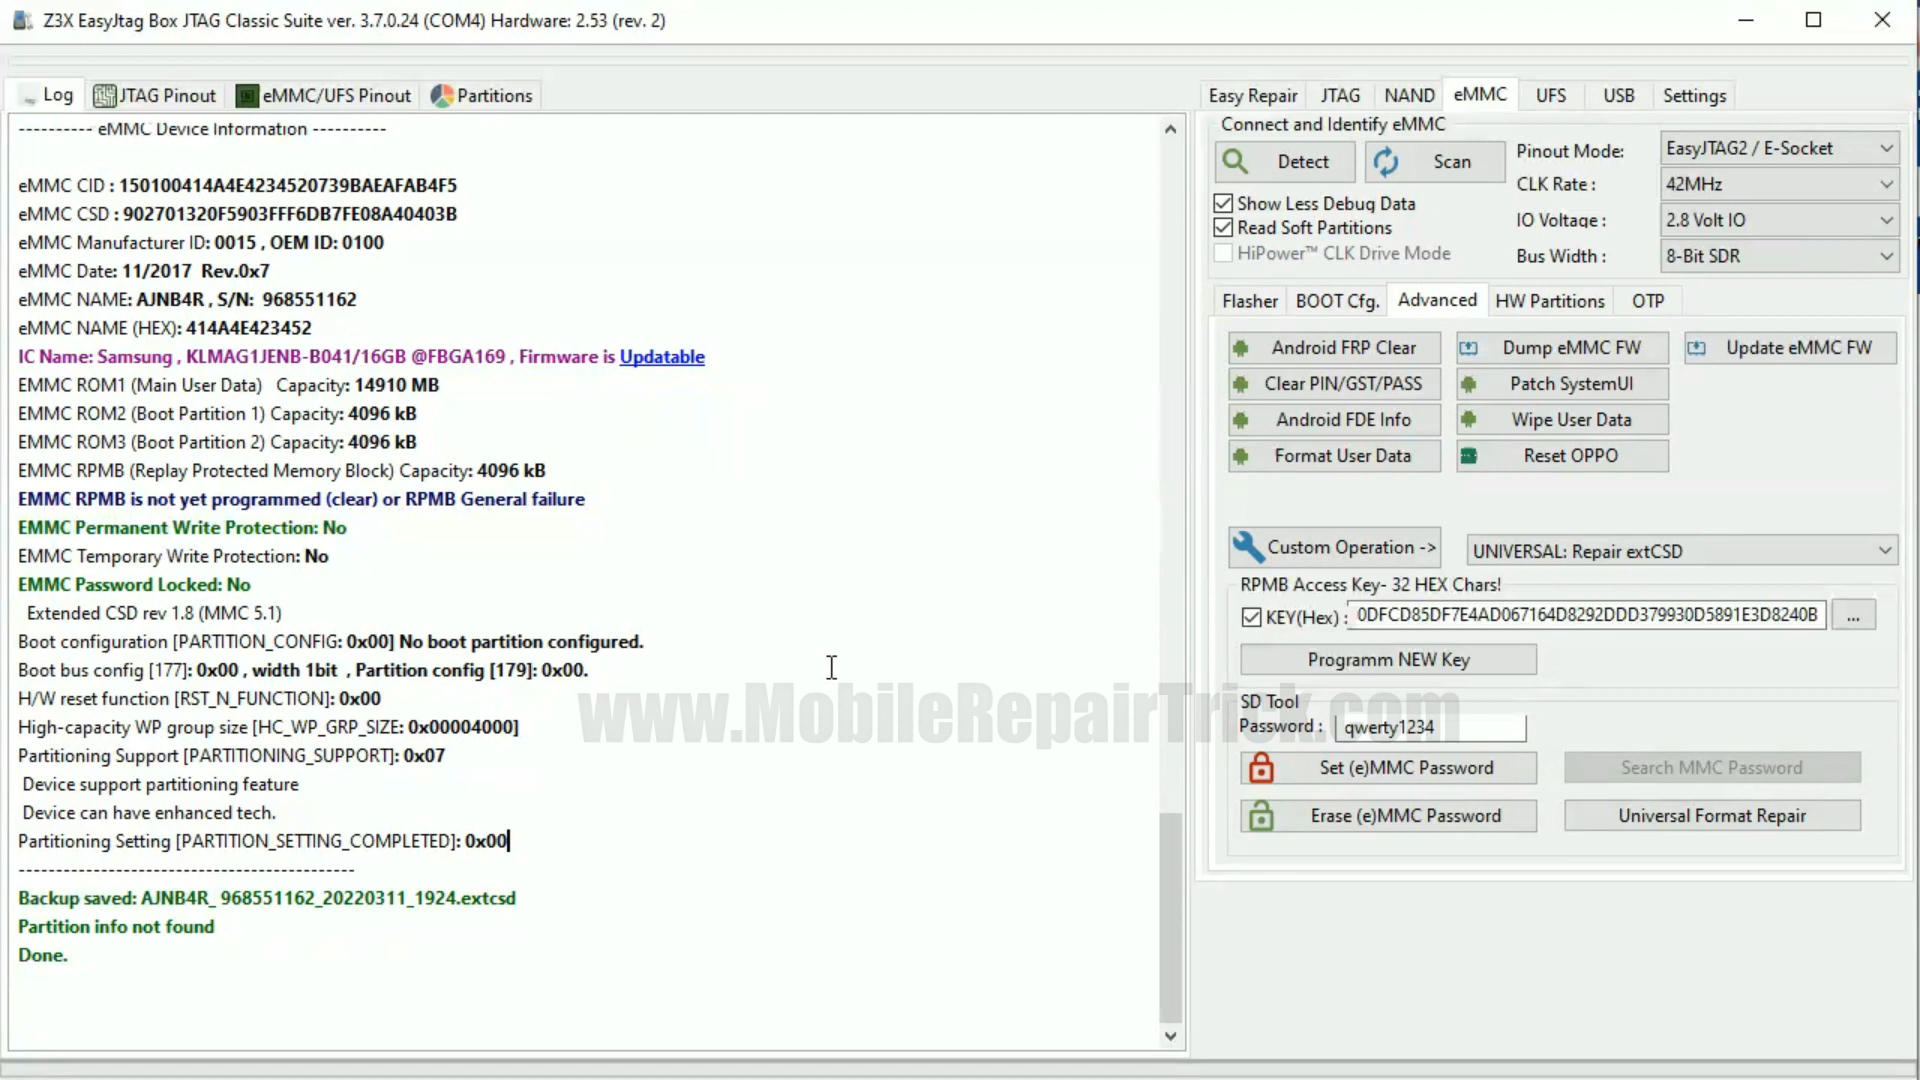 Z3X EasyJtag Box JTAG Classic Suite ver. 3.7.0.24 (COM4) Hardware: 2.53 (rev. 2)
Log
JTAG Pinout
eMMC/UFS Pinout
Partitions
---------- eMMC Device Information ----------
eMMC CID : 150100414A4E4234520739BAEAFAB4F5
eMMC CSD : 902701320F5903FFF6DB7FE08A40403B
eMMC Manufacturer ID: 0015 , OEM ID: 0100
eMMC Date: 11/2017 Rev.0x7
eMMC NAME: AJNB4R , S/N: 968551162
eMMC NAME (HEX): 414A4E423452
IC Name: Samsung , KLMAG1JENB-B041/16GB @FBGA169 , Firmware is Updatable
EMMC ROM1 (Main User Data) Capacity: 14910 MB
EMMC ROM2 (Boot Partition 1) Capacity: 4096 kB
EMMC ROM3 (Boot Partition 2) Capacity: 4096 kB
EMMC RPMB (Replay Protected Memory Block) Capacity: 4096 kB
EMMC RPMB is not yet programmed (clear) or RPMB General failure
EMMC Permanent Write Protection: No
EMMC Temporary Write Protection: No
EMMC Password Locked: No
Extended CSD rev 1.8 (MMC 5.1)
Boot configuration [PARTITION_CONFIG: 0x00] No boot partition configured.
Boot bus config [177]: 0x00 , width 1bit , Partition config [179]: 0x00.
H/W reset function [RST_N_FUNCTION]: 0x00
High-capacity WP group size [HC_WP_GRP_SIZE: 0x00004000]
Partitioning Support [PARTITIONING_SUPPORT]: 0x07
Device support partitioning feature
Device can have enhanced tech.
Partitioning Setting [PARTITION_SETTING_COMPLETED]: 0x00
--------------------------------------------
Backup saved: AJNB4R_ 968551162_20220311_1924.extcsd
Partition info not found
Done.
www.MobileRepairTrick.com
Easy Repair
JTAG
NAND
eMMC
UFS
USB
Settings
Connect and Identify eMMC
Detect
Scan
Show Less Debug Data
Read Soft Partitions
HiPower™ CLK Drive Mode
Pinout Mode: EasyJTAG2 / E-Socket
CLK Rate : 42MHz
IO Voltage : 2.8 Volt IO
Bus Width : 8-Bit SDR
Flasher
BOOT Cfg.
Advanced
HW Partitions
OTP
Android FRP Clear
Dump eMMC FW
Update eMMC FW
Clear PIN/GST/PASS
Patch SystemUI
Android FDE Info
Wipe User Data
Format User Data
Reset OPPO
Custom Operation ->
UNIVERSAL: Repair extCSD
RPMB Access Key- 32 HEX Chars!
KEY(Hex) : 0DFCD85DF7E4AD067164D8292DDD379930D5891E3D8240B
...
Programm NEW Key
SD Tool
Password : qwerty1234
Set (e)MMC Password
Search MMC Password
Erase (e)MMC Password
Universal Format Repair